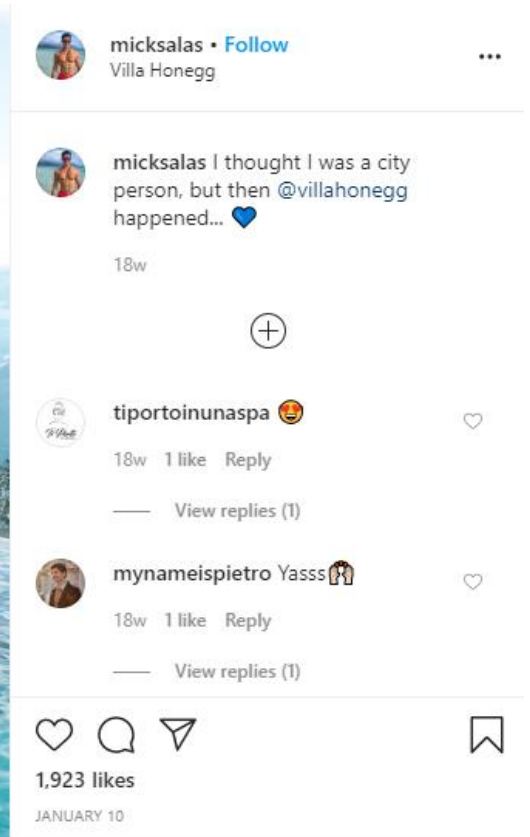 micksalas • Follow
Villa Honegg
micksalas I thought I was a city
person, but then @villahonegg
happened... 💙
18w
tiportoinunaspa 😍
18w 1 like Reply
View replies (1)
mynameispietro Yasss🙌🏻
18w 1 like Reply
View replies (1)
1,923 likes
JANUARY 10